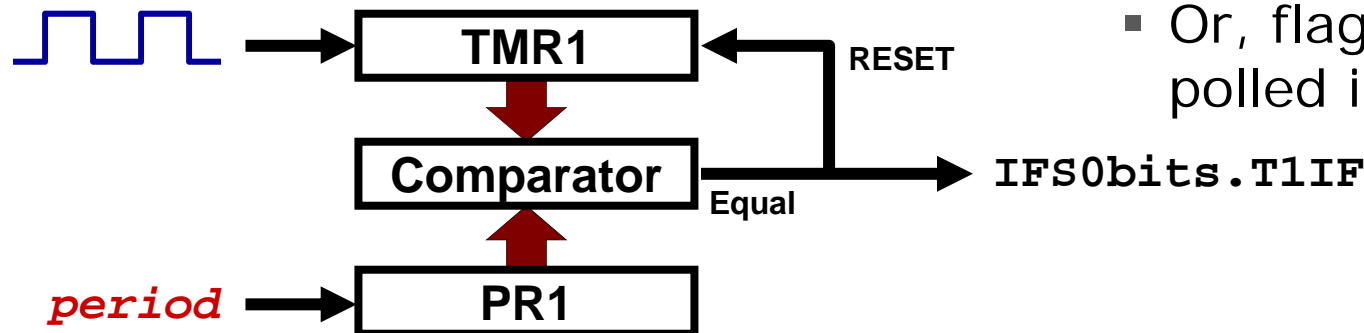 TMR1
RESET
■ Or, flag
polled i
Comparator
Equal
IFS0bits.T1IF
period
PR1